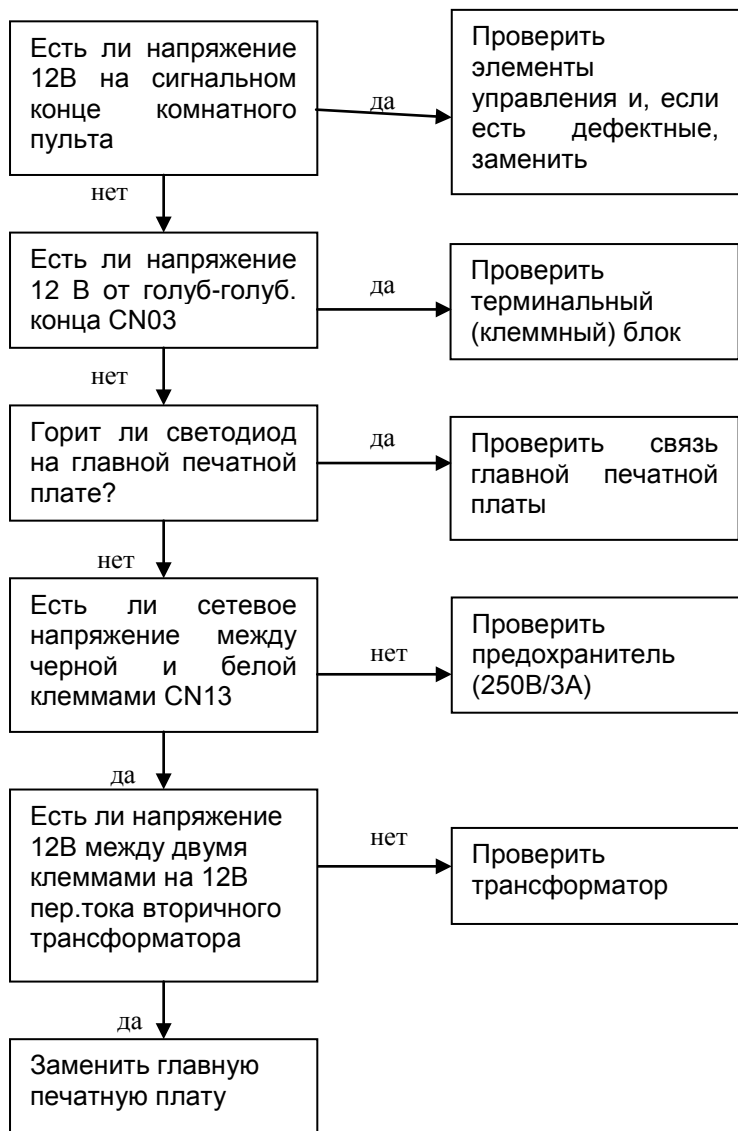 Есть ли напряжение
12В на сигнальном
конце комнатного
пульта
да
Проверить
элементы
управления и, если
есть дефектные,
заменить
нет
Есть ли напряжение
12 В от голуб-голуб.
конца CN03
да
Проверить
терминальный
(клеммный) блок
нет
Горит ли светодиод
на главной печатной
плате?
да
Проверить связь
главной печатной
платы
нет
Есть ли сетевое
напряжение между
черной и белой
клеммами CN13
нет
Проверить
предохранитель
(250В/3А)
да
Есть ли напряжение
12В между двумя
клеммами на 12В
пер.тока вторичного
трансформатора
нет
Проверить
трансформатор
да
Заменить главную
печатную плату